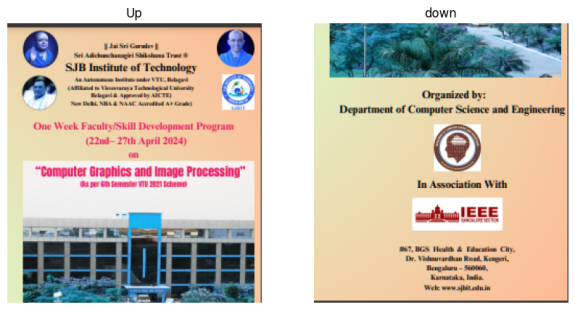 Up
|| Jai Sri Gurudev ||
Sri Adichunchanagiri Shikshana Trust ®
SJB Institute of Technology
An Autonomous Institute under VTU, Belagavi
(Affiliated to Visvesvaraya Technological University
Belagavi & Approved by AICTE)
New Delhi, NBA & NAAC Accredited A+ Grade)
One Week Faculty/Skill Development Program
(22nd– 27th April 2024)
on
“Computer Graphics and Image Processing”
(As per 6th Semester VTU 2021 Scheme)
down
Organized by:
Department of Computer Science and Engineering
In Association With
IEEE
BANGALORE SECTION
#67, BGS Health & Education City,
Dr. Vishnuvardhan Road, Kengeri,
Bengaluru – 560060,
Karnataka, India.
Web: www.sjbit.edu.in